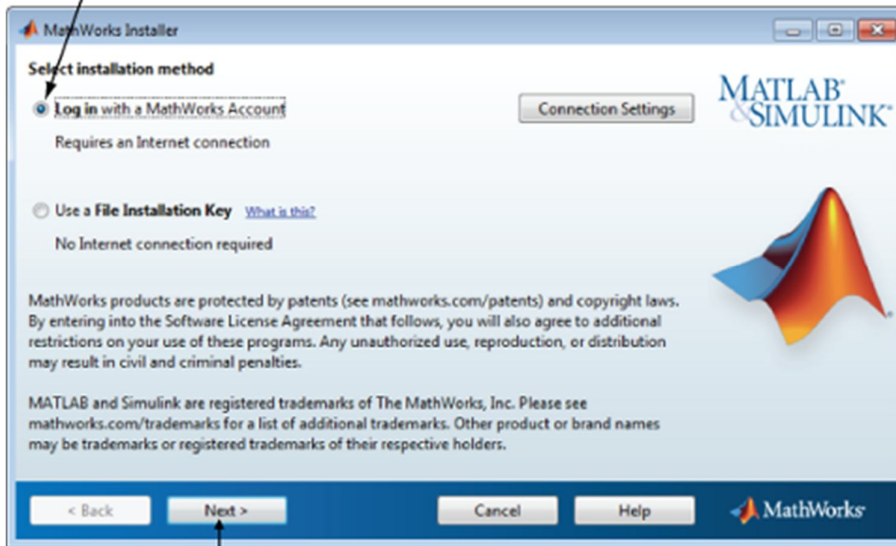 MathWorks Installer
Select installation method
Log in with a MathWorks Account
Connection Settings
MATLAB®
&SIMULINK®
Requires an Internet connection
Use a File Installation Key What is this?
No Internet connection required
MathWorks products are protected by patents (see mathworks.com/patents) and copyright laws.
By entering into the Software License Agreement that follows, you will also agree to additional
restrictions on your use of these programs. Any unauthorized use, reproduction, or distribution
may result in civil and criminal penalties.
MATLAB and Simulink are registered trademarks of The MathWorks, Inc. Please see
mathworks.com/trademarks for a list of additional trademarks. Other product or brand names
may be trademarks or registered trademarks of their respective holders.
< Back
Next >
Cancel
Help
MathWorks®